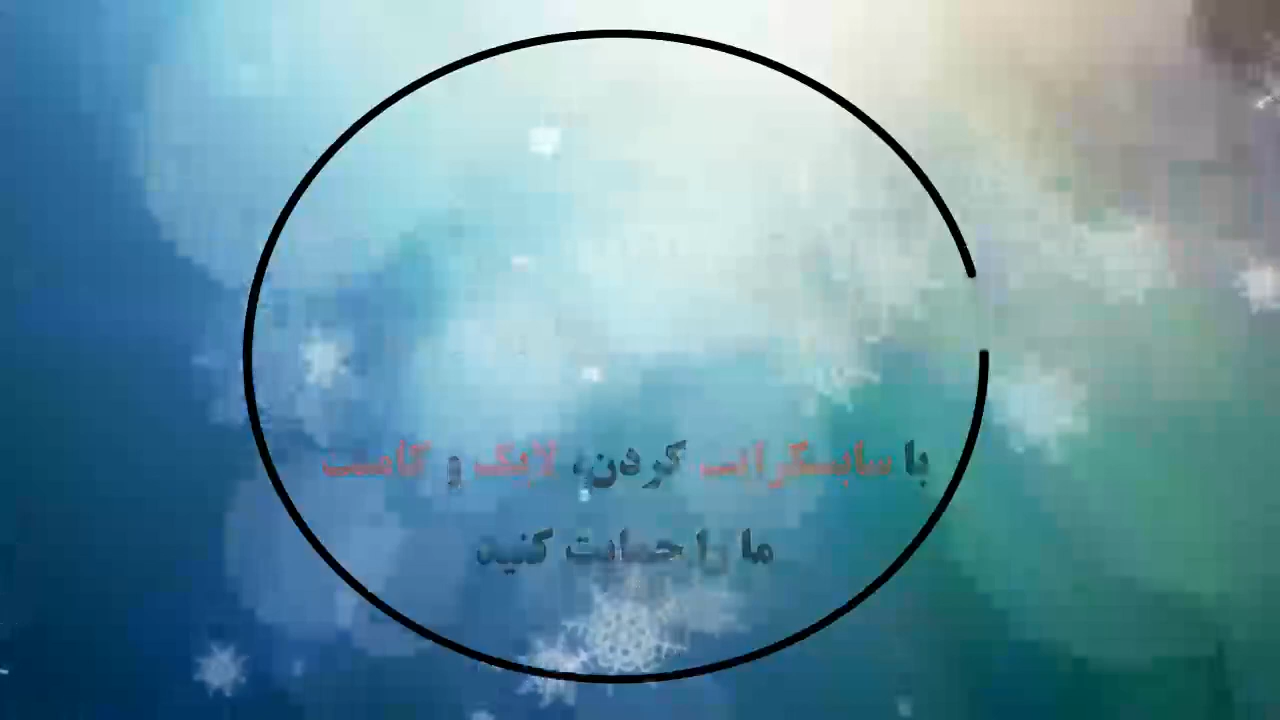 با سابسکرایب کردن، لایک و کامنت
ما را حمایت کنید